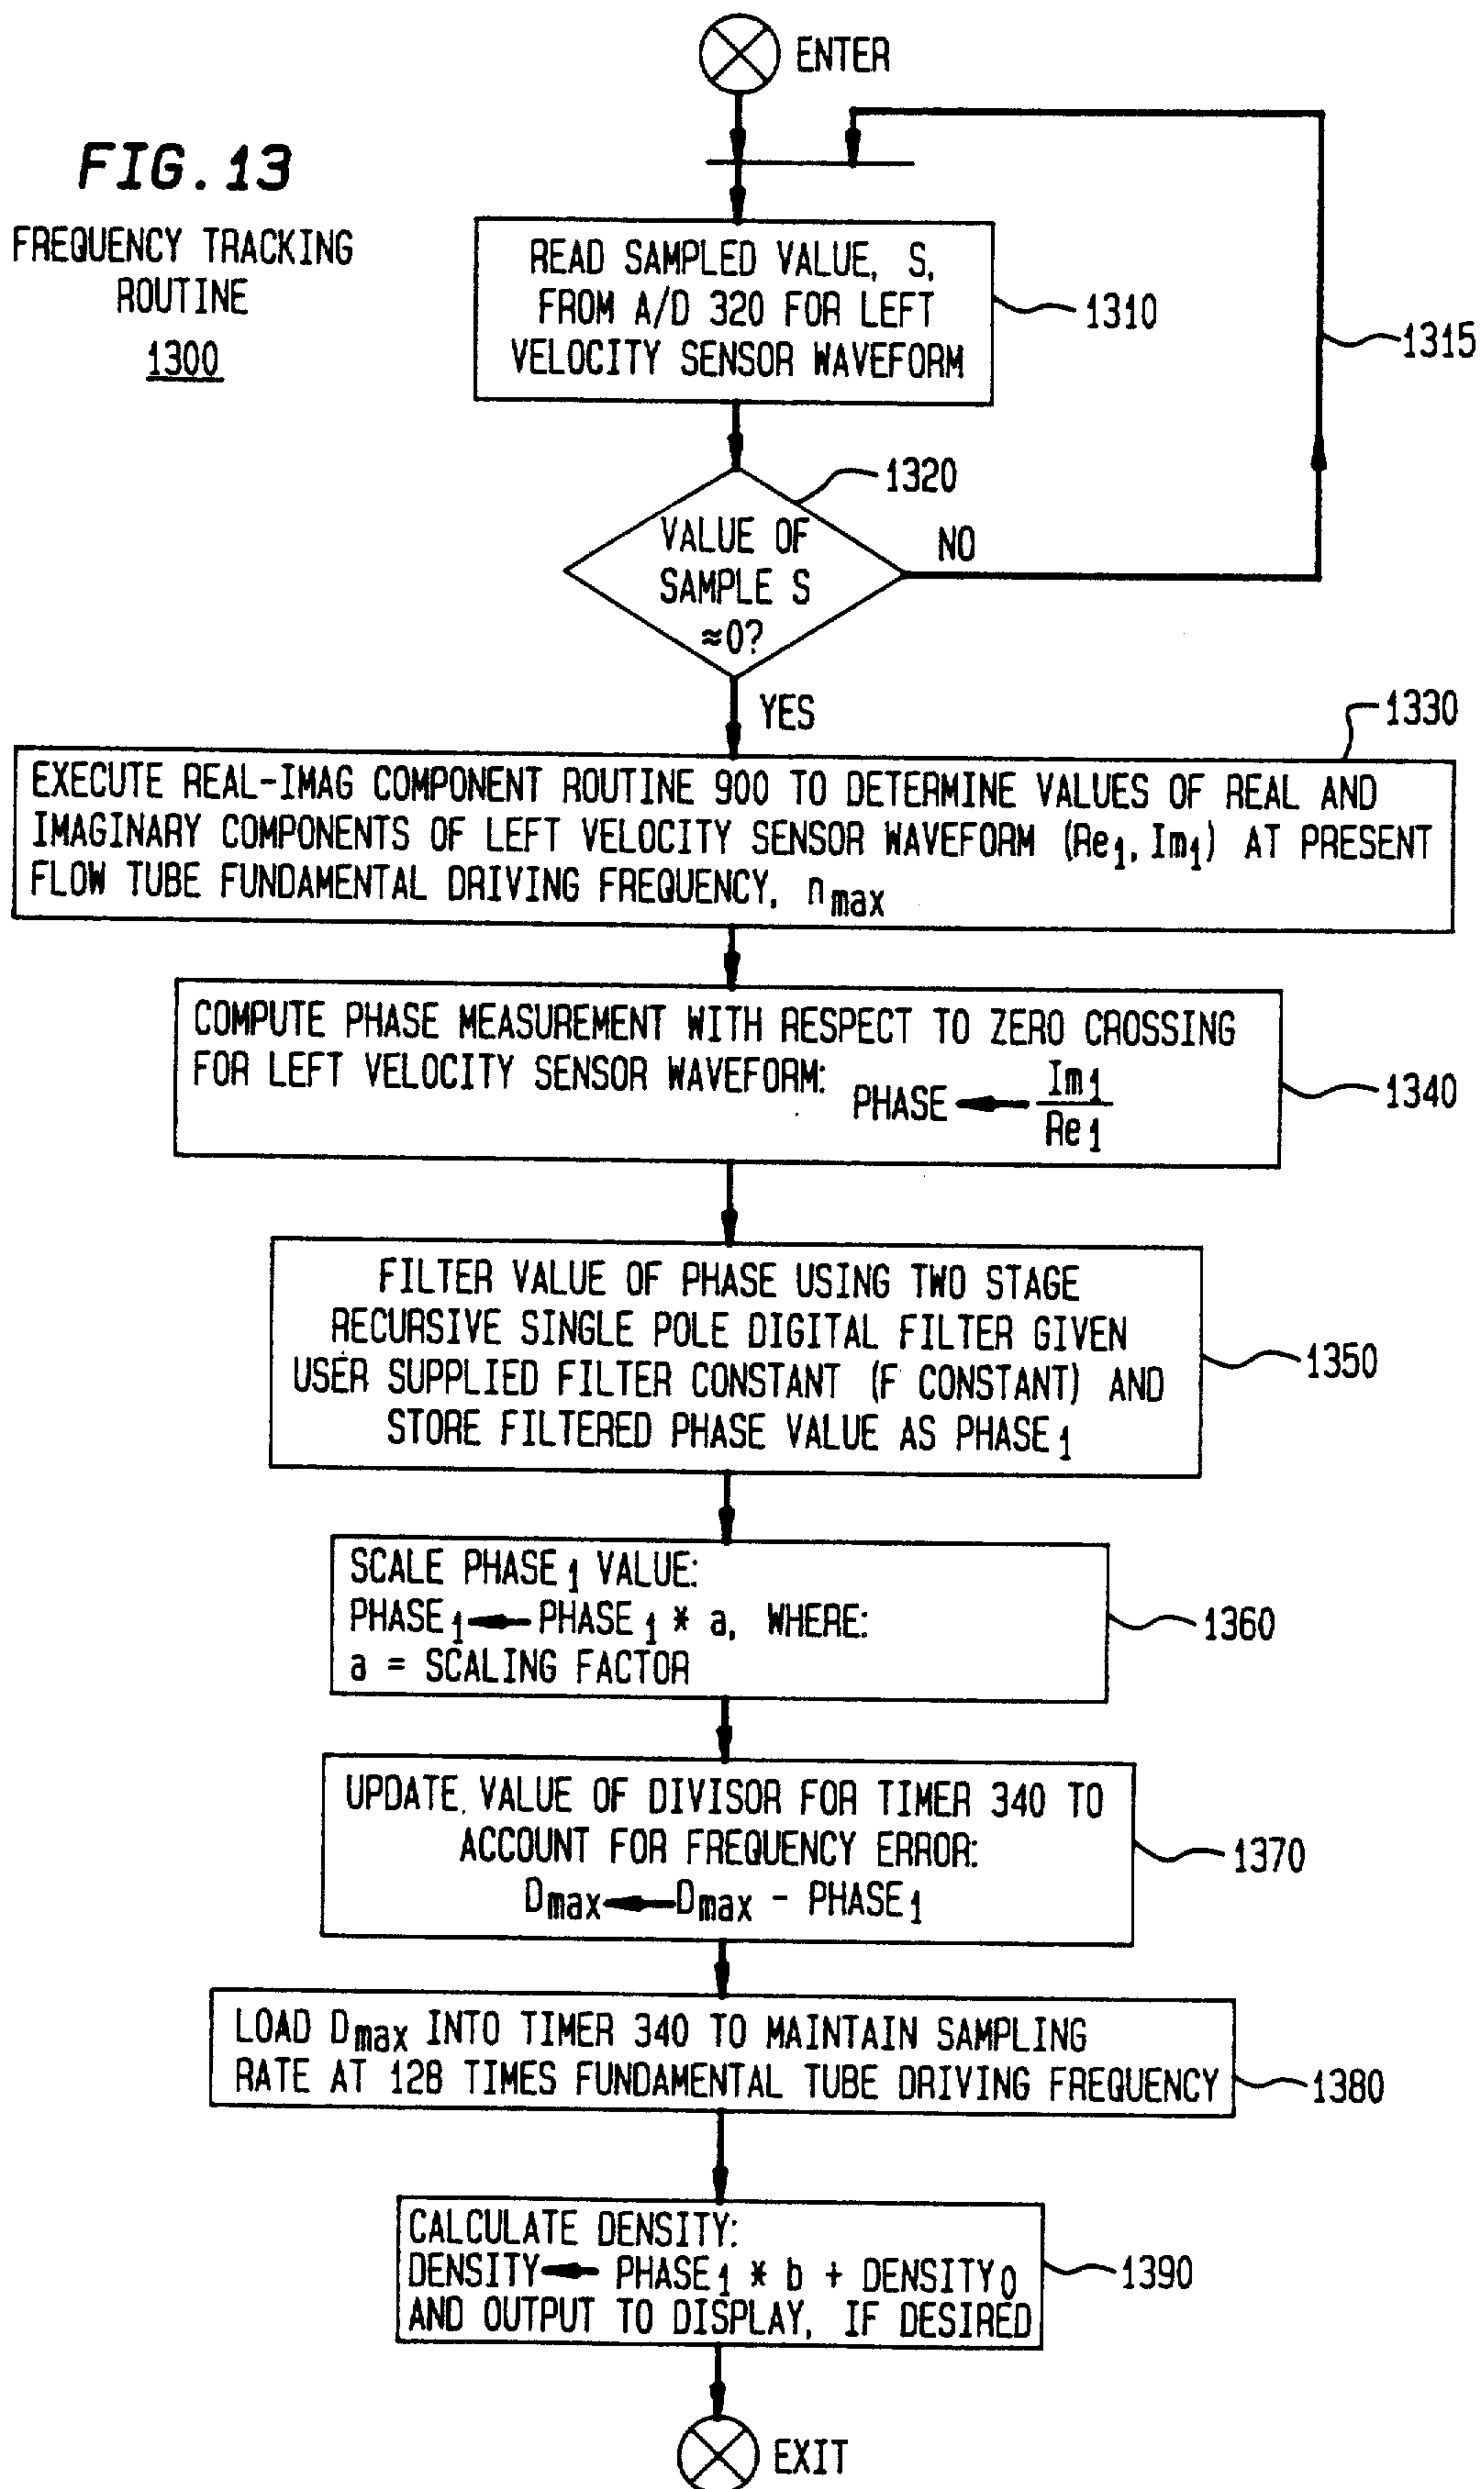 ENTER
FIG. 13
FREQUENCY TRACKING
ROUTINE
1300
READ SAMPLED VALUE, S,
FROM A/D 320 FOR LEFT
VELOCITY SENSOR WAVEFORM
1310
1315
1320
VALUE OF
SAMPLE S
≈0?
NO
YES
1330
EXECUTE REAL-IMAG COMPONENT ROUTINE 900 TO DETERMINE VALUES OF REAL AND
IMAGINARY COMPONENTS OF LEFT VELOCITY SENSOR WAVEFORM (Re₁, Im₁) AT PRESENT
FLOW TUBE FUNDAMENTAL DRIVING FREQUENCY, nmax
COMPUTE PHASE MEASUREMENT WITH RESPECT TO ZERO CROSSING
FOR LEFT VELOCITY SENSOR WAVEFORM:
PHASE ← Im₁ / Re₁
1340
FILTER VALUE OF PHASE USING TWO STAGE
RECURSIVE SINGLE POLE DIGITAL FILTER GIVEN
USER SUPPLIED FILTER CONSTANT (F CONSTANT) AND
STORE FILTERED PHASE VALUE AS PHASE₁
1350
SCALE PHASE₁ VALUE:
PHASE₁ ← PHASE₁ * a, WHERE:
a = SCALING FACTOR
1360
UPDATE VALUE OF DIVISOR FOR TIMER 340 TO
ACCOUNT FOR FREQUENCY ERROR:
Dmax ← Dmax - PHASE₁
1370
LOAD Dmax INTO TIMER 340 TO MAINTAIN SAMPLING
RATE AT 128 TIMES FUNDAMENTAL TUBE DRIVING FREQUENCY
1380
CALCULATE DENSITY:
DENSITY ← PHASE₁ * b + DENSITY₀
AND OUTPUT TO DISPLAY, IF DESIRED
1390
EXIT